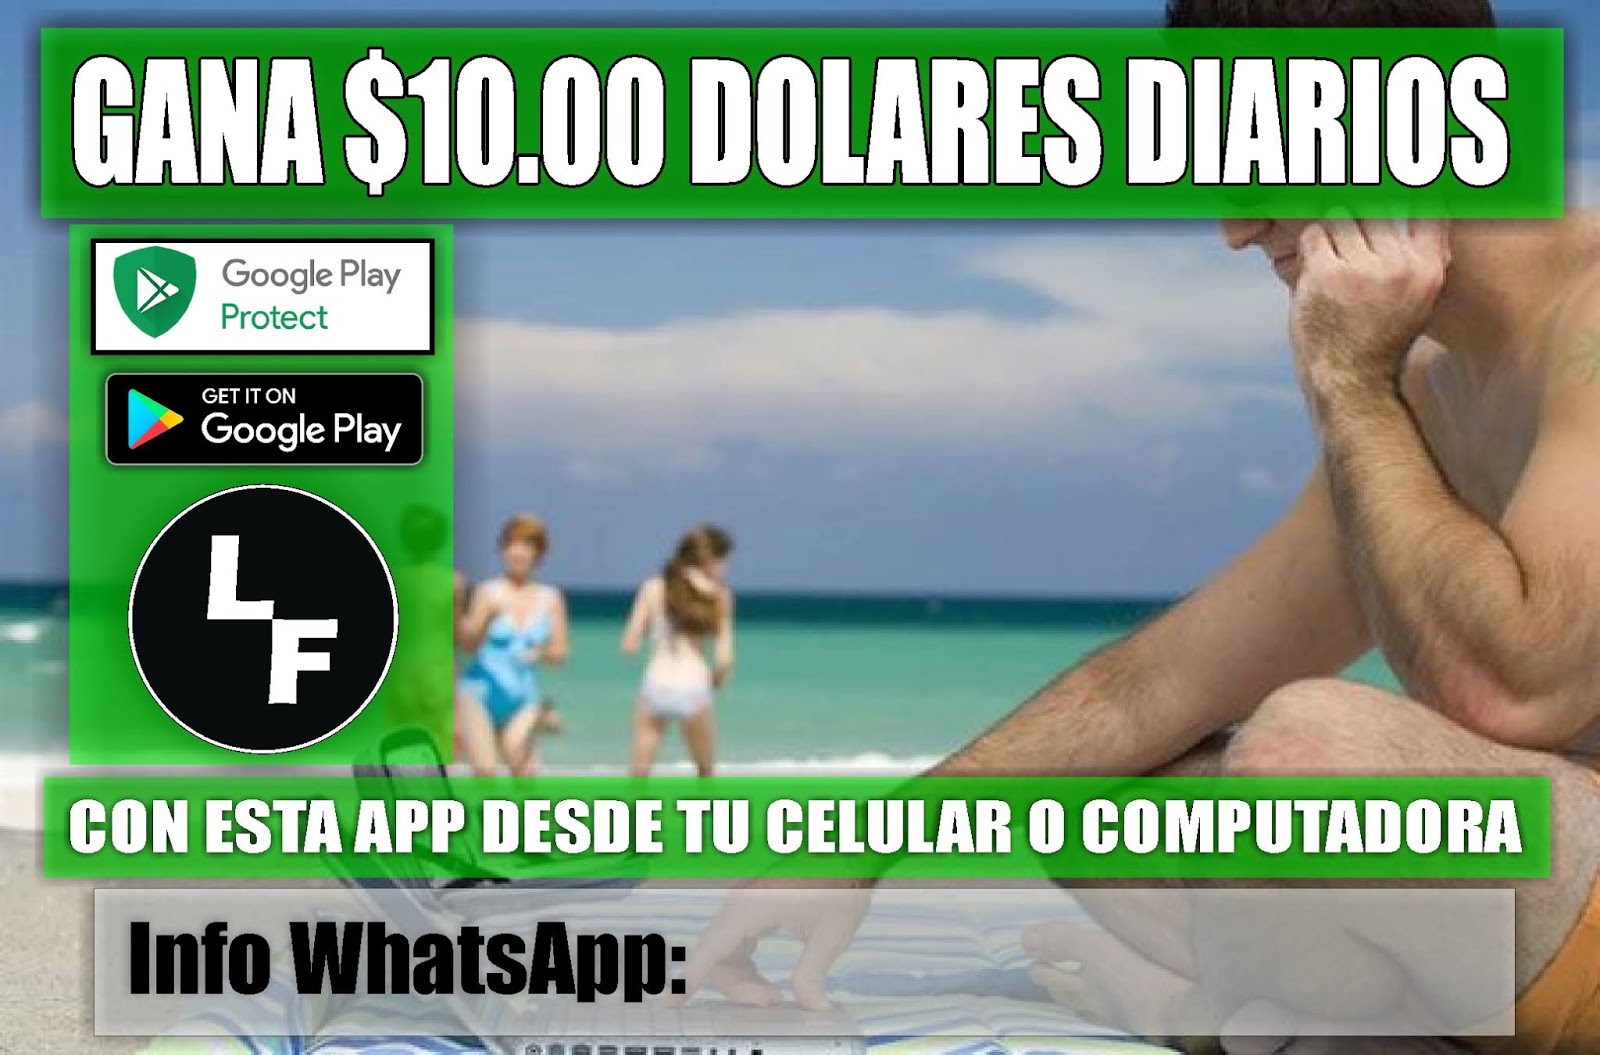 GANA $10.00 DOLARES DIARIOS
Google Play
Protect
GET IT ON
Google Play
L
F
CON ESTA APP DESDE TU CELULAR O COMPUTADORA
Info WhatsApp: